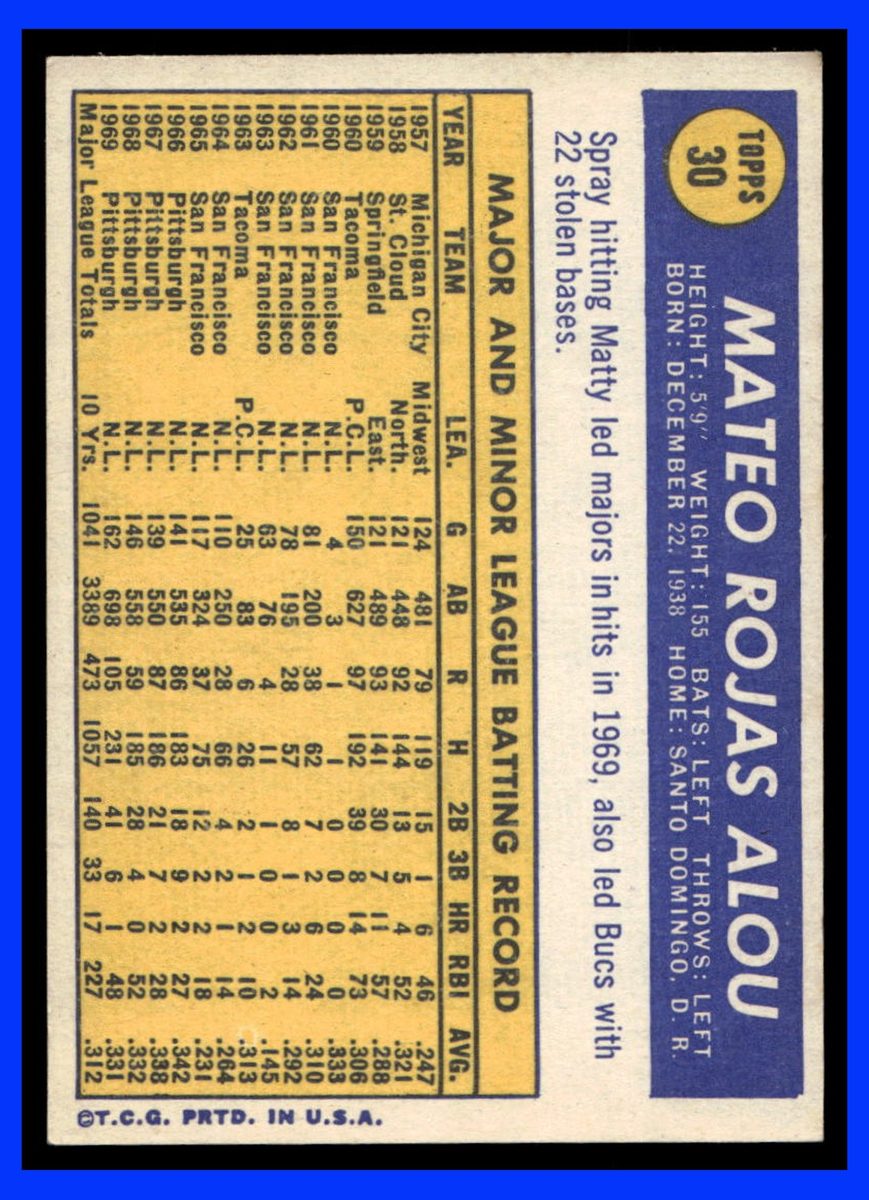 TOPPS
30
MATEO ROJAS ALOU
HEIGHT: 5'9" WEIGHT: 155 BATS: LEFT THROWS: LEFT
BORN: DECEMBER 22, 1938 HOME: SANTO DOMINGO, D. R.
Spray hitting Matty led majors in hits in 1969, also led Bucs with
22 stolen bases.
MAJOR AND MINOR LEAGUE BATTING RECORD
YEAR TEAM LEA. G AB R H 2B 3B HR RBI AVG.
1957 Michigan City Midwest 124 481 79 119 15 1 6 46 .247
1958 St. Cloud North. 121 448 92 144 13 5 4 52 .321
1959 Springfield East. 121 489 93 141 30 7 11 57 .288
1960 Tacoma P.C.L. 150 627 97 192 39 8 14 73 .306
1960 San Francisco N.L. 4 3 1 1 0 0 0 0 .333
1961 San Francisco N.L. 81 200 38 62 7 2 6 24 .310
1962 San Francisco N.L. 78 195 28 57 8 1 3 14 .292
1963 San Francisco N.L. 63 76 4 11 1 0 0 2 .145
1963 Tacoma P.C.L. 25 83 6 26 2 1 2 10 .313
1964 San Francisco N.L. 110 250 28 66 4 2 1 14 .264
1965 San Francisco N.L. 117 324 37 75 12 2 2 18 .231
1966 Pittsburgh N.L. 141 535 86 183 18 9 2 27 .342
1967 Pittsburgh N.L. 139 550 87 186 21 7 2 28 .338
1968 Pittsburgh N.L. 146 558 59 185 28 4 0 52 .332
1969 Pittsburgh N.L. 162 698 105 231 41 6 1 48 .331
Major League Totals 10 Yrs. 1041 3389 473 1057 140 33 17 227 .312
©T.C.G. PRTD. IN U.S.A.